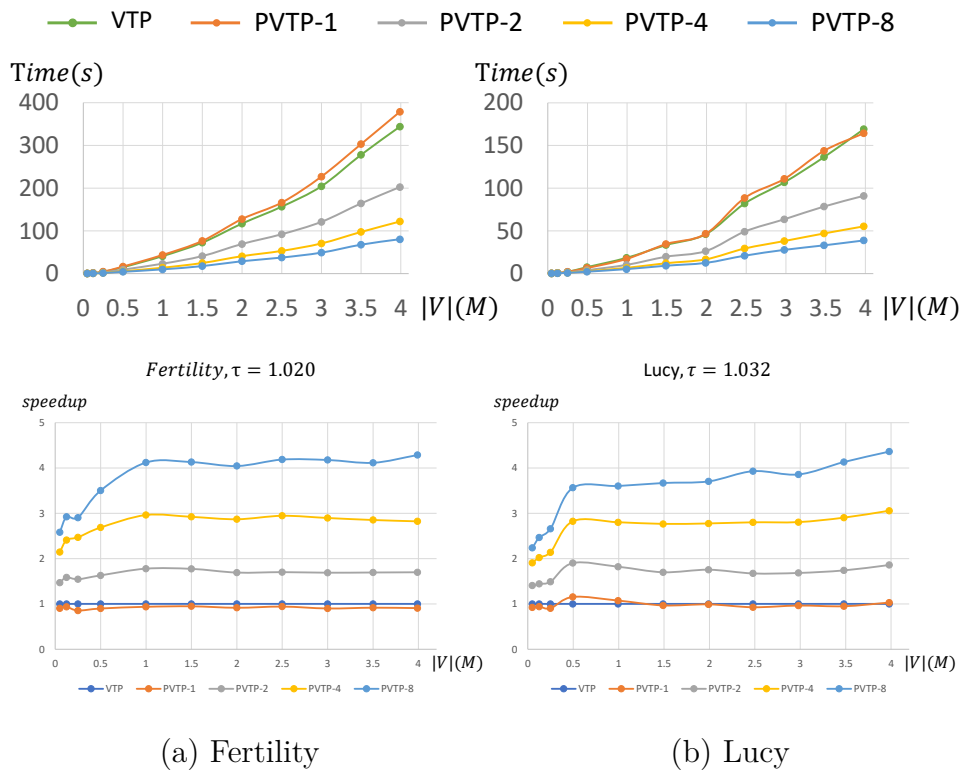 VTP PVTP-1 PVTP-2 PVTP-4 PVTP-8
Time(s)
400
300
200
100
0
0 0.5 1 1.5 2 2.5 3 3.5 4 |V|(M)
Fertility, τ = 1.020
Time(s)
200
150
100
50
0
0 0.5 1 1.5 2 2.5 3 3.5 4 |V|(M)
Lucy, τ = 1.032
speedup
5
4
3
2
1
0
0 0.5 1 1.5 2 2.5 3 3.5 4 |V|(M)
VTP PVTP-1 PVTP-2 PVTP-4 PVTP-8
speedup
5
4
3
2
1
0
0 0.5 1 1.5 2 2.5 3 3.5 4 |V|(M)
VTP PVTP-1 PVTP-2 PVTP-4 PVTP-8
(a) Fertility
(b) Lucy